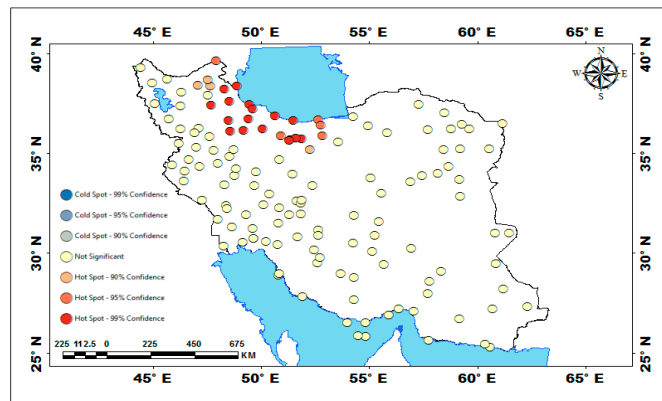 45° E 50° E 55° E 60° E 65° E
40° N 40° N
N
W E
S
35° N 35° N
Cold Spot - 99% Confidence
Cold Spot - 95% Confidence
Cold Spot - 90% Confidence
Not Significant
Hot Spot - 90% Confidence
Hot Spot - 95% Confidence
Hot Spot - 99% Confidence
30° N 30° N
225 112.5 0 225 450 675
KM
25° N 25° N
45° E 50° E 55° E 60° E 65° E